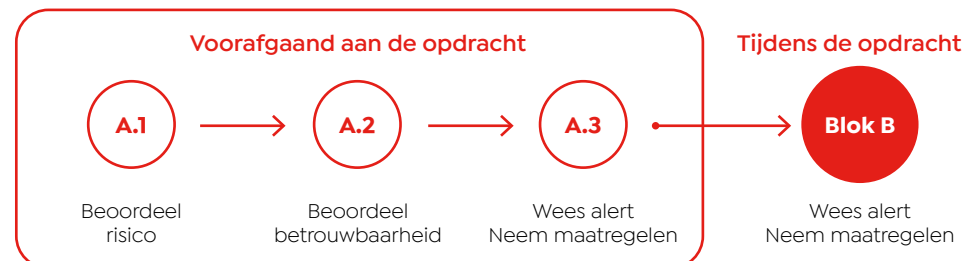 Voorafgaand aan de opdracht
Tijdens de opdracht
A.1
A.2
A.3
Blok B
Beoordeel
risico
Beoordeel
betrouwbaarheid
Wees alert
Neem maatregelen
Wees alert
Neem maatregelen